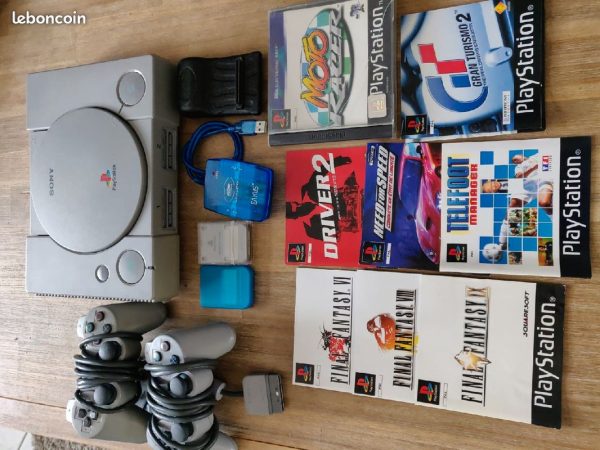 leboncoin
SONY
PlayStation
MOTO
RACER
PlayStation
GRAN TURISMO 2
PlayStation
DRIVER 2
NEED FOR SPEED
TELEFOOT
MANAGER
PlayStation
FINAL FANTASY VI
FINAL FANTASY VIII
FINAL FANTASY IX
SQUARESOFT
PlayStation